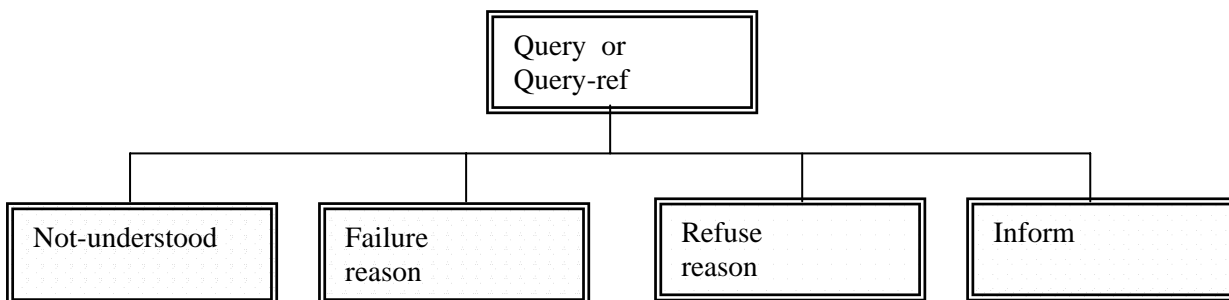 Query or
Query-ref
Not-understood
Failure
reason
Refuse
reason
Inform